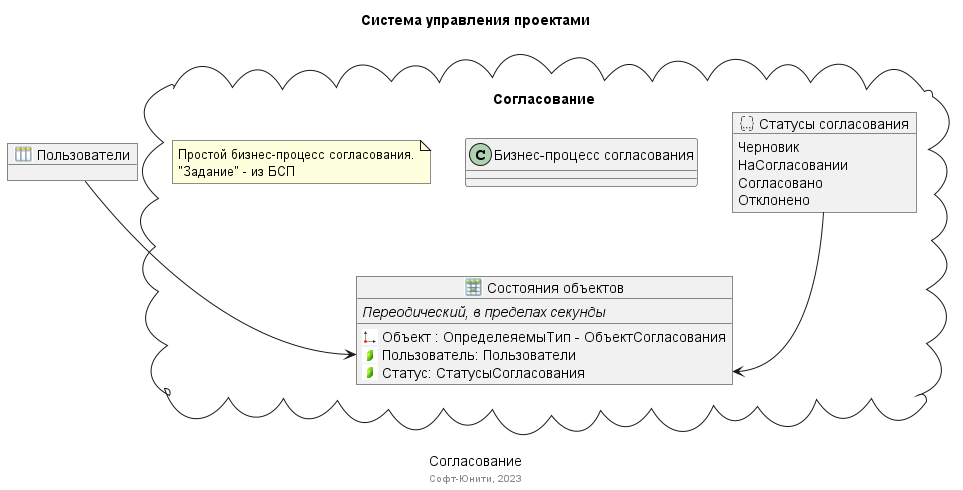 Система управления проектами
Согласование
Пользователи
Простой бизнес-процесс согласования.
"Задание" - из БСП
C Бизнес-процесс согласования
{..} Статусы согласования
Черновик
НаСогласовании
Согласовано
Отклонено
Состояния объектов
Переодический, в пределах секунды
Объект : ОпределеяемыТип - ОбъектСогласования
Пользователь: Пользователи
Статус: СтатусыСогласования
Согласование
Софт-Юнити, 2023